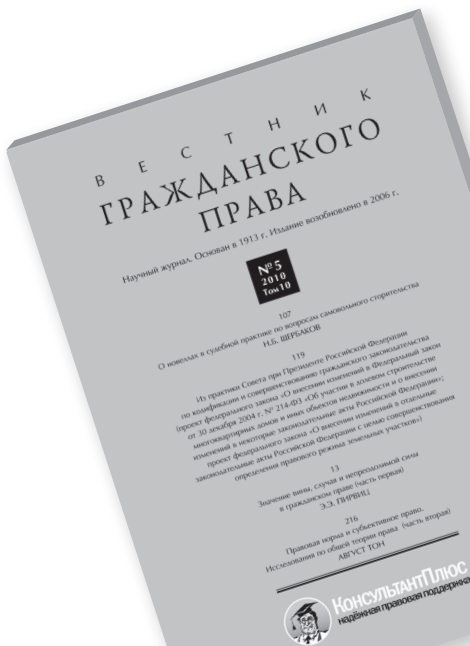 ВЕСТНИК
ГРАЖДАНСКОГО
ПРАВА
Научный журнал. Основан в 1913 г. Издание возобновлено в 2006 г.
№ 5
2010
Том 10
107
О новеллах в судебной практике по вопросам самовольного сторительства
Н.Б. ЩЕРБАКОВ
119
Из практики Совета при Президенте Российской Федерации
по кодификации и совершенствованию гражданского законодательства
(проект федерального закона «О внесении изменений в Федеральный закон
от 30 декабря 2004 г. № 214-ФЗ «Об участии в долевом строительстве
многоквартирных домов и иных объектов недвижимости и о внесении
изменений в некоторые законодательные акты Российской Федерации»;
проект федерального закона «О внесении изменений в отдельные
законодательные акты Российской Федерации с целью совершенствования
определения правового режима земельных участков»)
13
Значение вины, случая и непреодолимой силы
в гражданском праве (часть первая)
Э.Э. ПИРВИЦ
216
Правовая норма и субъективное право.
Исследования по общей теории права (часть вторая)
АВГУСТ ТОН
КонсультантПлюс
надёжная правовая поддержка